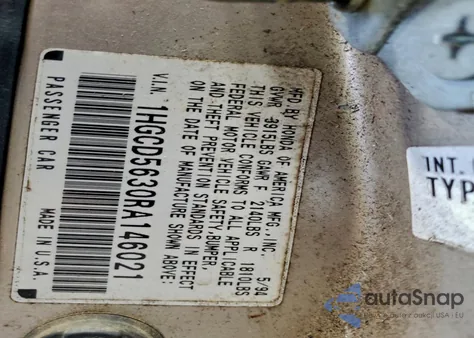 MFD BY HONDA OF AMERICA MFG., INC. 5/94
GVWR 3915LBS GAWR F 2140LBS R 1810LBS
THIS VEHICLE CONFORMS TO ALL APPLICABLE
FEDERAL MOTOR VEHICLE SAFETY, BUMPER,
AND THEFT PREVENTION STANDARDS IN EFFECT
ON THE DATE OF MANUFACTURE SHOWN ABOVE:
V.I.N. 1HGCD5633RA146021
PASSENGER CAR MADE IN U.S.A.
INT.
TYP
autoSnap